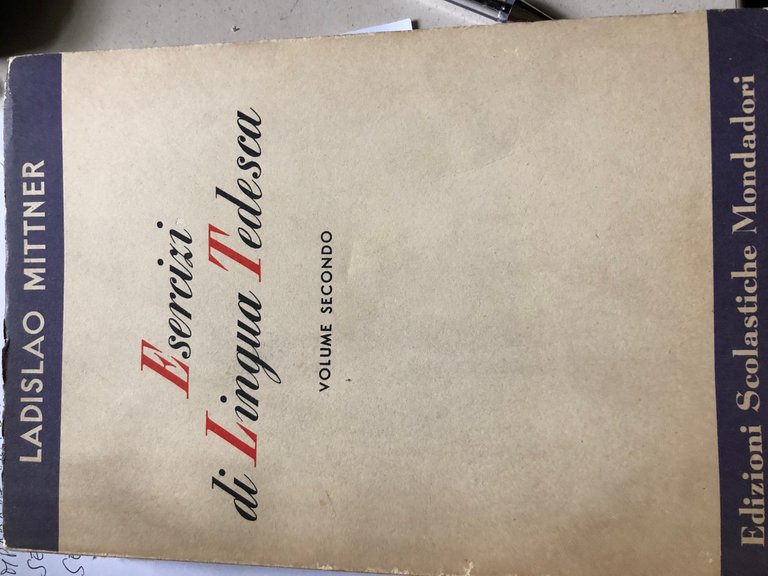 LADISLAO MITTNER
Esercizi
di Lingua Tedesca
VOLUME SECONDO
Edizioni Scolastiche Mondadori